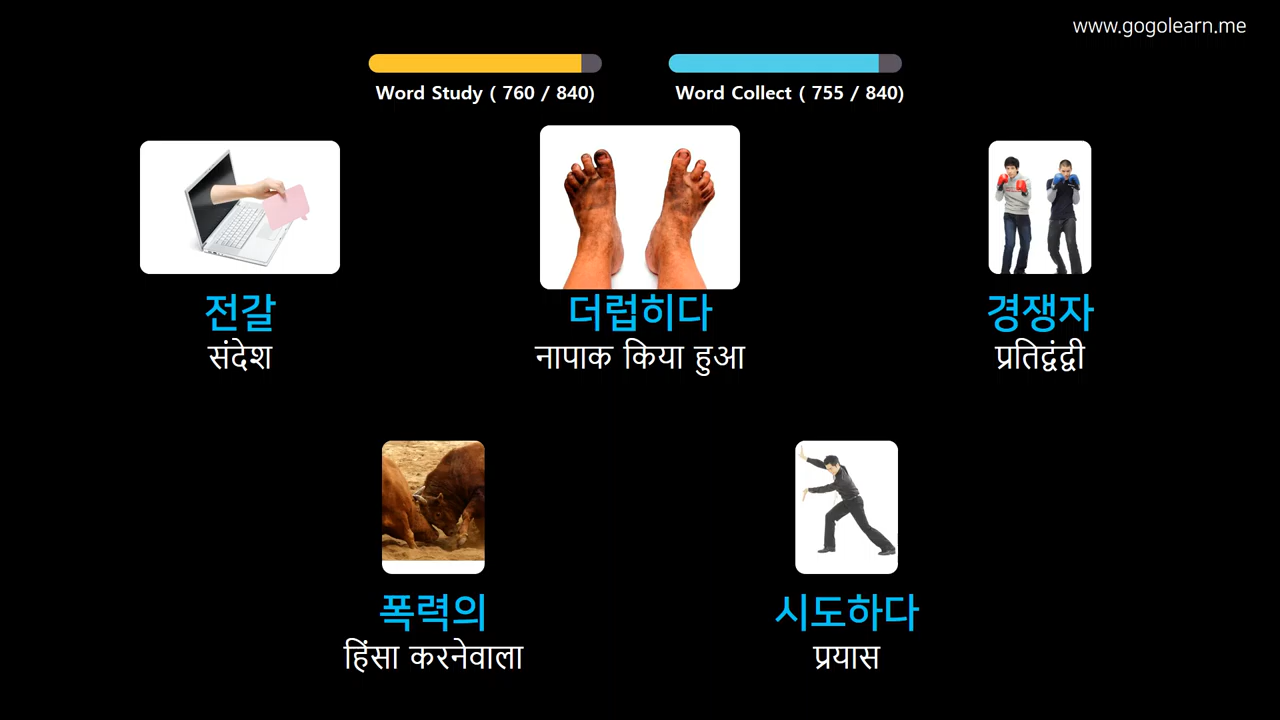 www.gogolearn.me
Word Study ( 760 / 840)
Word Collect ( 755 / 840)
전갈
संदेश
더럽히다
नापाक किया हुआ
경쟁자
प्रतिद्वंद्वी
폭력의
हिंसा करनेवाला
시도하다
प्रयास